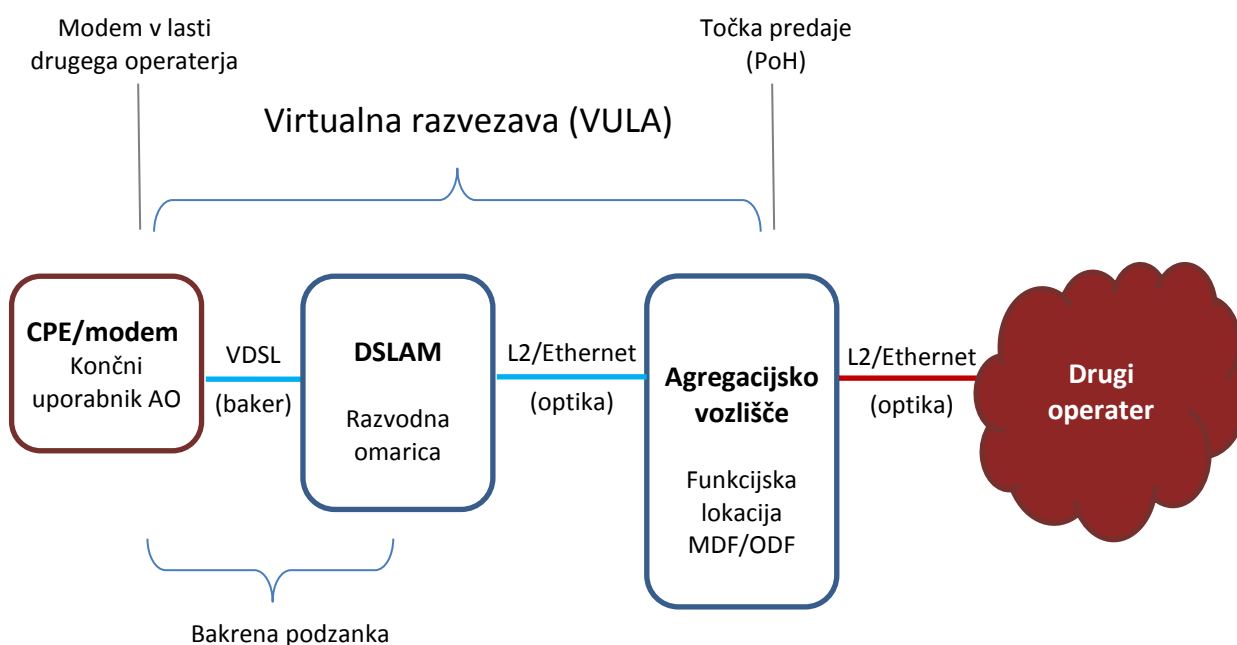 Modem v lasti
drugega operaterja
Točka predaje
(PoH)
Virtualna razvezava (VULA)
CPE/modem
Končni
uporabnik AO
VDSL
(baker)
DSLAM
Razvodna
omarica
L2/Ethernet
(optika)
Agregacijsko
vozlišče
Funkcijska
lokacija
MDF/ODF
L2/Ethernet
(optika)
Drugi
operater
Bakrena podzanka